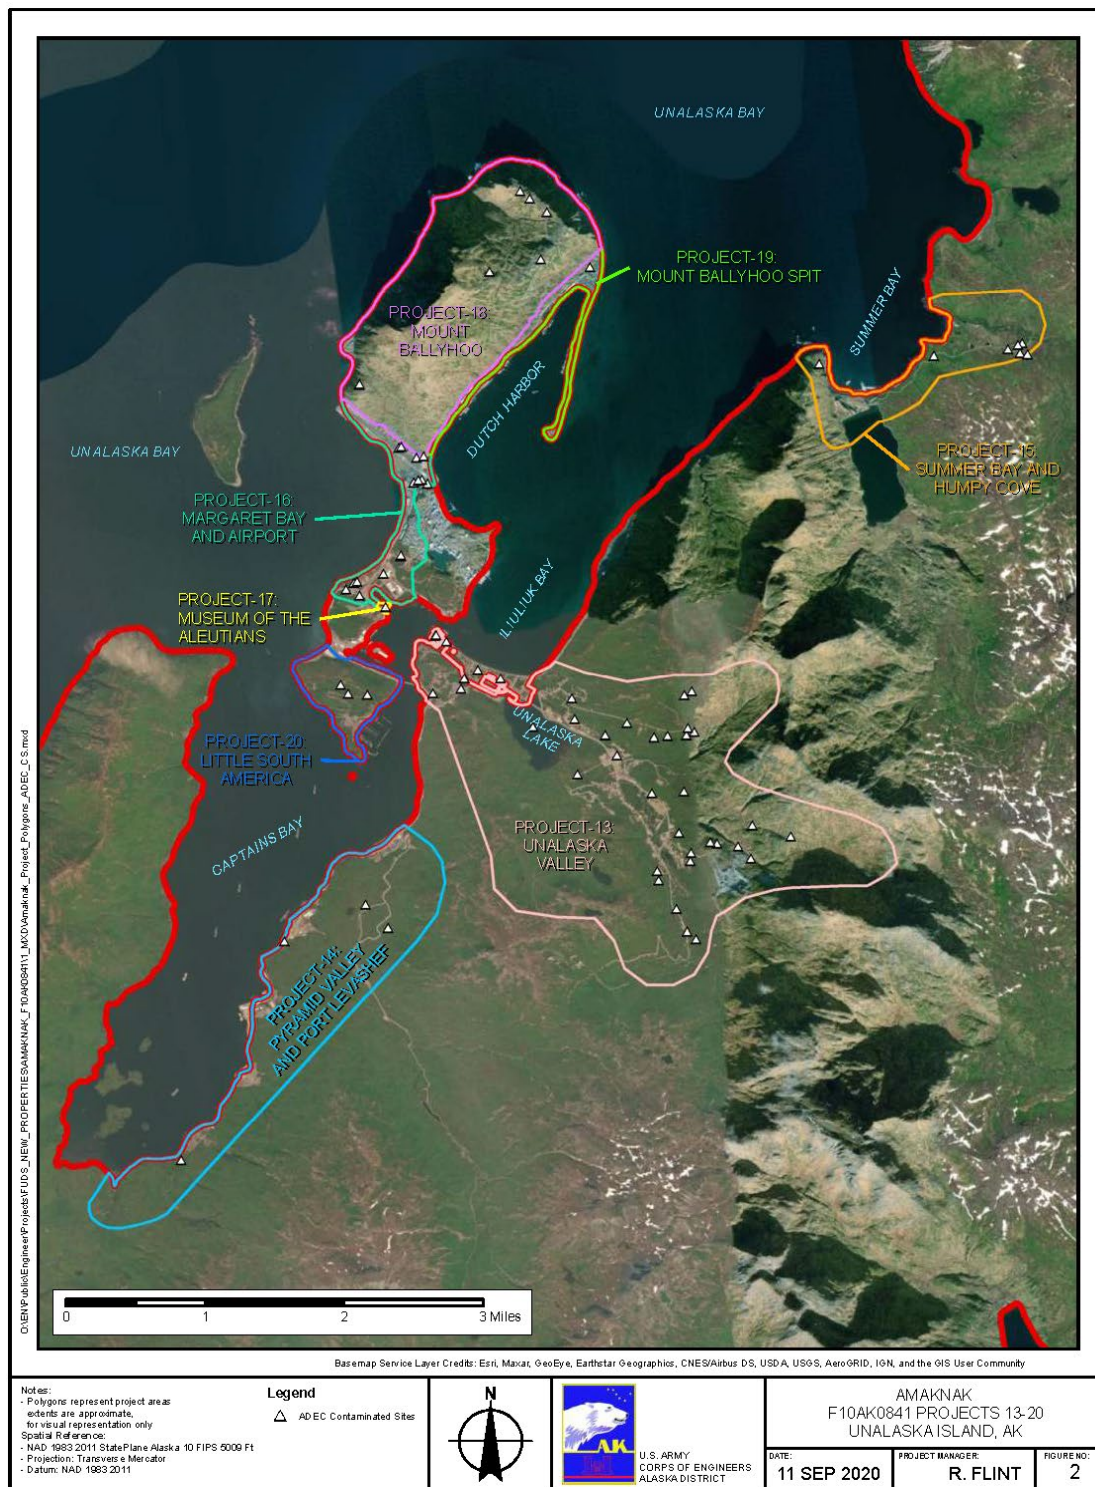 UNALASKA BAY
PROJECT-19:
MOUNT BALLYHOO SPIT
PROJECT-18:
MOUNT
BALLYHOO
SUMMER BAY
DUTCH HARBOR
UNALASKA BAY
PROJECT-15:
SUMMER BAY AND
HUMPY COVE
PROJECT-16:
MARGARET BAY
AND AIRPORT
ILIULIUK BAY
PROJECT-17:
MUSEUM OF THE
ALEUTIANS
UNALASKA
LAKE
PROJECT-20:
LITTLE SOUTH
AMERICA
CAPTAINS BAY
PROJECT-13:
UNALASKA
VALLEY
PROJECT-14:
PYRAMID VALLEY
AND PORT LEVASHEF
0 1 2 3 Miles
Basemap Service Layer Credits: Esri, Maxar, GeoEye, Earthstar Geographics, CNES/Airbus DS, USDA, USGS, AeroGRID, IGN, and the GIS User Community
Notes:
- Polygons represent project areas
extents are approximate,
for visual representation only
Spatial Reference:
- NAD 1983 2011 StatePlane Alaska 10 FIPS 5009 Ft
- Projection: Transverse Mercator
- Datum: NAD 1983 2011
Legend
ADEC Contaminated Sites
N
AK
U.S. ARMY
CORPS OF ENGINEERS
ALASKA DISTRICT
AMAKNAK
F10AK0841 PROJECTS 13-20
UNALASKA ISLAND, AK
DATE:
11 SEP 2020
PROJECT MANAGER:
R. FLINT
FIGURE NO:
2